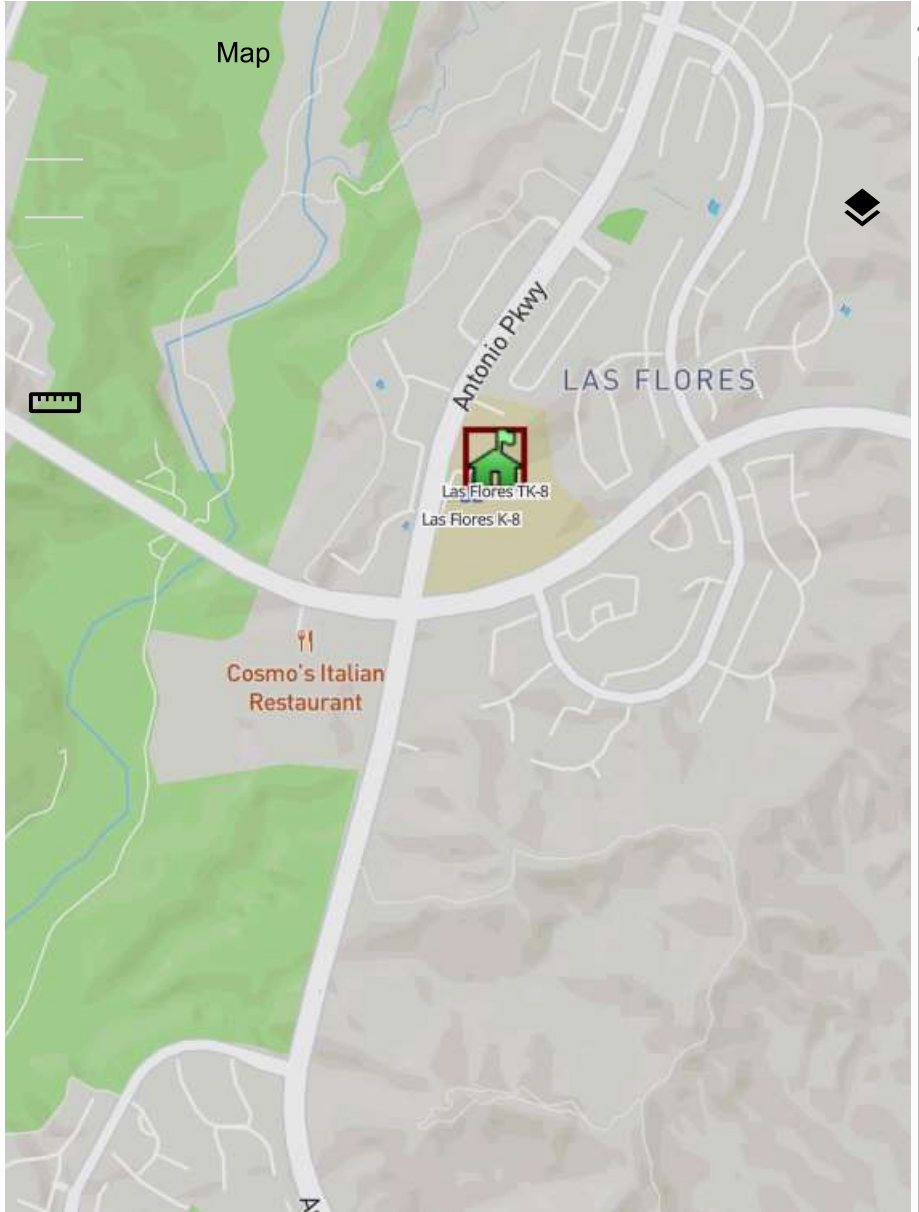 Map
Antonio Pkwy
LAS FLORES
Las Flores TK-8
Las Flores K-8
Cosmo's Italian
Restaurant